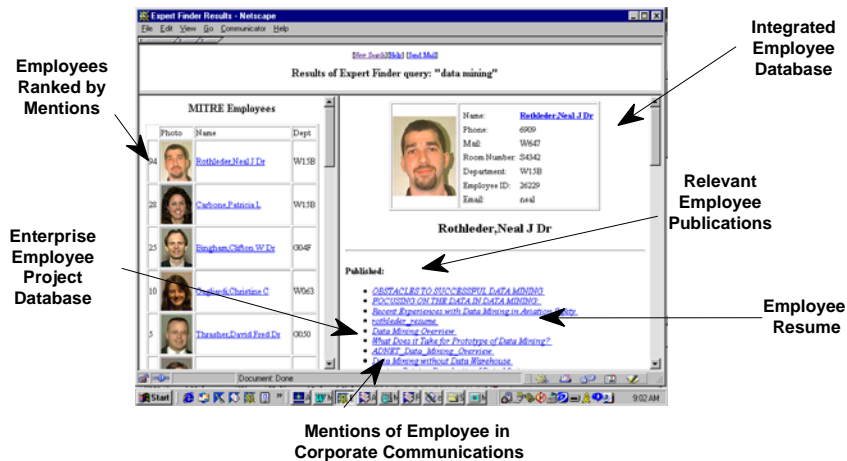 Expert Finder Results - Netscape
File Edit View Go Communicator Help
[New Search][Help] [Send Mail]
Results of Expert Finder query: "data mining"
Employees
Ranked by
Mentions
Integrated
Employee
Database
MITRE Employees
Photo Name Dept
94 Rothleder,Neal J Dr W15B
28 Carbone,Patricia L W15B
25 Bingham,Clifton W Dr G04F
10 Gagliardi,Christine C W063
5 Thrasher,David Fred Dr G050
Name: Rothleder,Neal J Dr
Phone: 6909
Mail: W647
Room Number: S4342
Department: W15B
Employee ID: 26229
Email: neal
Rothleder,Neal J Dr
Published:
OBSTACLES TO SUCCESSFUL DATA MINING
FOCUSING ON THE DATA IN DATA MINING
Recent Experiences with Data Mining in Aviation Safety
rothleder_resume
Data Mining Overview
What Does it Take for Prototype of Data Mining?
ADNET_Data_Mining_Overview
Data Mining without Data Warehouse
Relevant
Employee
Publications
Enterprise
Employee
Project
Database
Employee
Resume
Document: Done
Start
9:02 AM
Mentions of Employee in
Corporate Communications